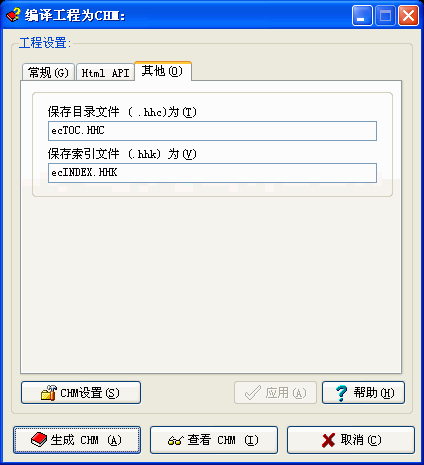 编译工程为CHM:
工程设置:
常规(G) Html API 其他(O)
保存目录文件 ( .hhc)为(T)
ecTOC.HHC
保存索引文件 (.hhk) 为(V)
ecINDEX.HHK
CHM设置(S) 应用(A) 帮助(H)
生成 CHM (A) 查看 CHM (I) 取消(C)